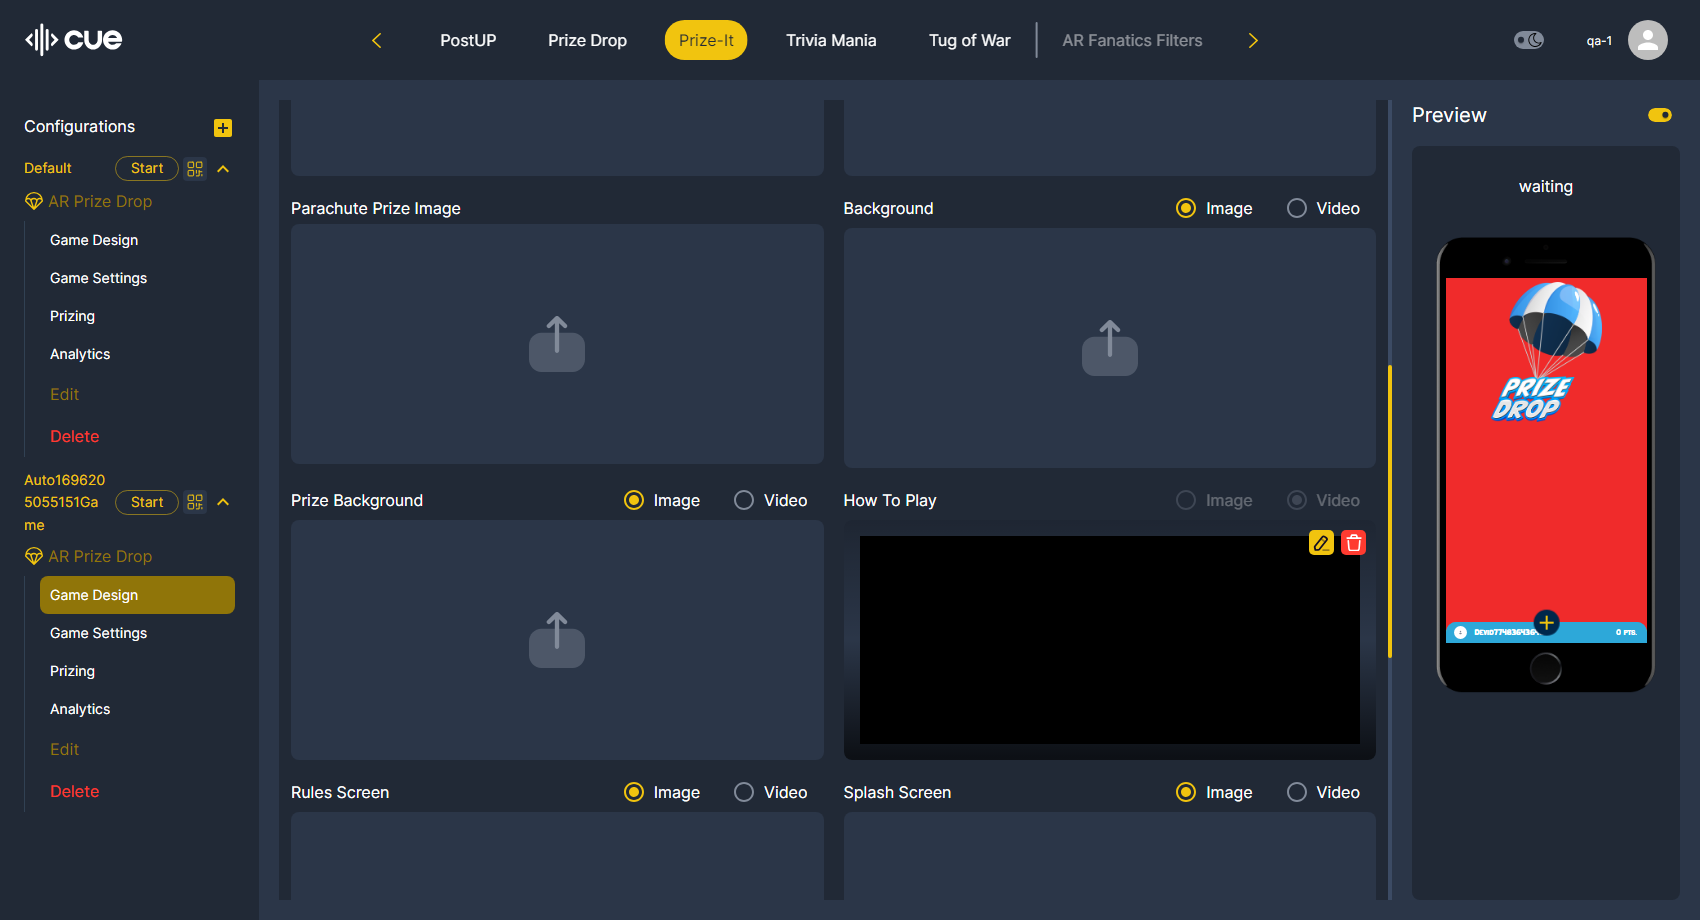 cue
PostUP
Prize Drop
Prize-It
Trivia Mania
Tug of War
AR Fanatics Filters
qa-1
Configurations
Default
Start
AR Prize Drop
Game Design
Game Settings
Prizing
Analytics
Edit
Delete
Auto169620
5055151Ga
me
Start
AR Prize Drop
Game Design
Game Settings
Prizing
Analytics
Edit
Delete
Parachute Prize Image
Background
Image
Video
Prize Background
Image
Video
How To Play
Image
Video
Rules Screen
Image
Video
Splash Screen
Image
Video
Preview
waiting
PRIZE
DROP
0 PTS.